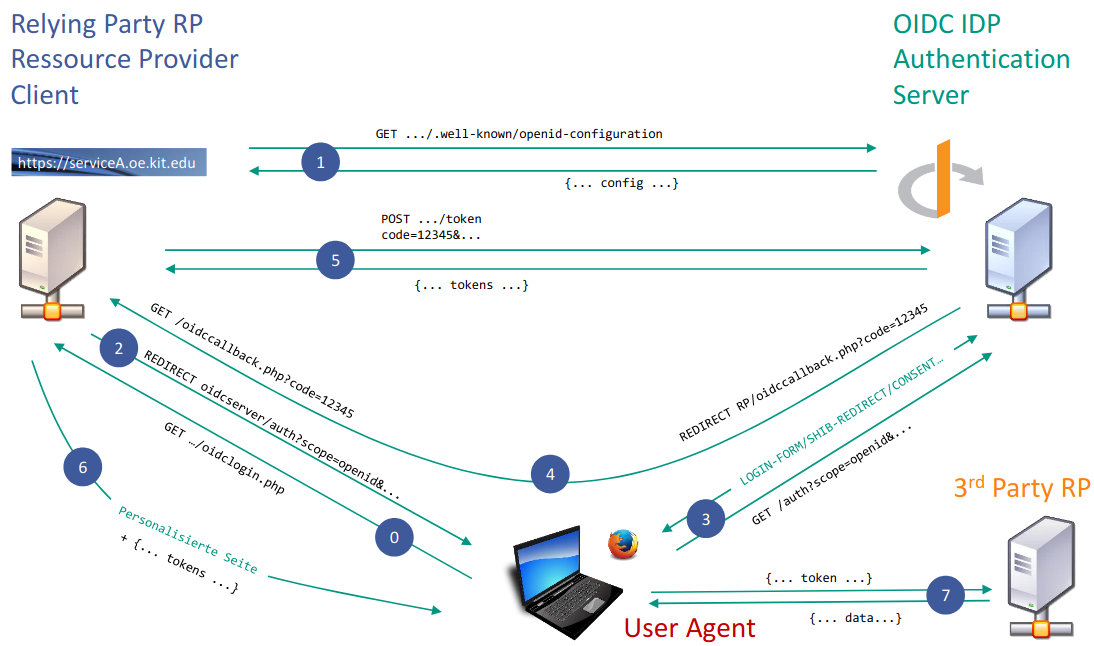 Relying Party RP
Ressource Provider
Client
OIDC IDP
Authentication
Server
GET .../.well-known/openid-configuration
https://serviceA.oe.kit.edu
1
{... config ...}
POST .../token
code=12345&...
5
{... tokens ...}
GET /oidccallback.php?code=12345
2
REDIRECT oidcserver/auth?scope=openid&...
GET …/oidclogin.php
REDIRECT RP/oidccallback.php?code=12345
LOGIN-FORM/SHIB-REDIRECT/CONSENT…
GET /auth?scope=openid&...
6
4
3
0
3rd Party RP
Personalisierte Seite
+ {... tokens ...}
{... token ...}
7
{... data...}
User Agent